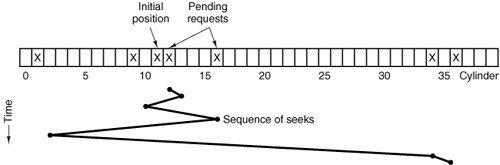 Initial position
Pending requests
X X X X X X X
0 5 10 15 20 25 30 35 Cylinder
Sequence of seeks
Time